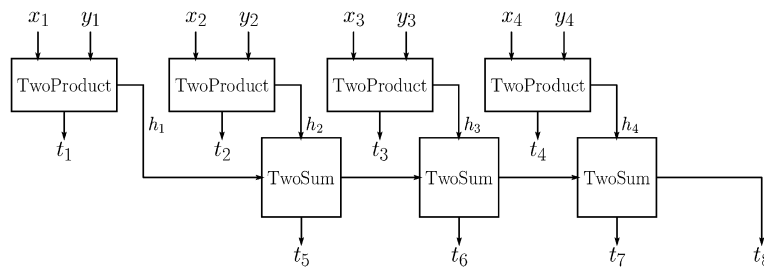 x₁ y₁ x₂ y₂ x₃ y₃ x₄ y₄
TwoProduct TwoProduct TwoProduct TwoProduct
h₁ h₂ h₃ h₄
t₁ t₂ t₃ t₄
TwoSum TwoSum TwoSum
t₅ t₆ t₇ t₈